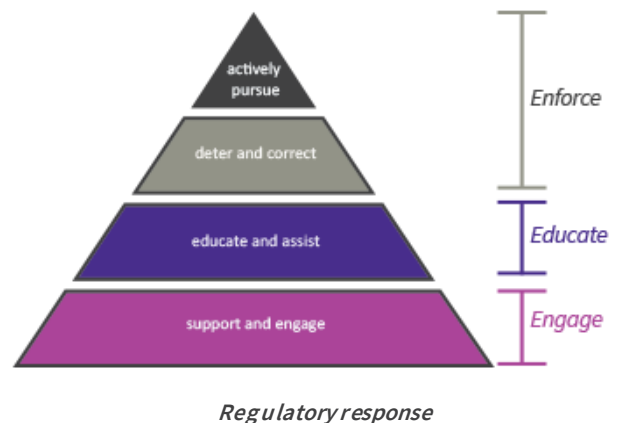 actively
pursue
Enforce
deter and correct
educate and assist
Educate
support and engage
Engage
Regulatory response